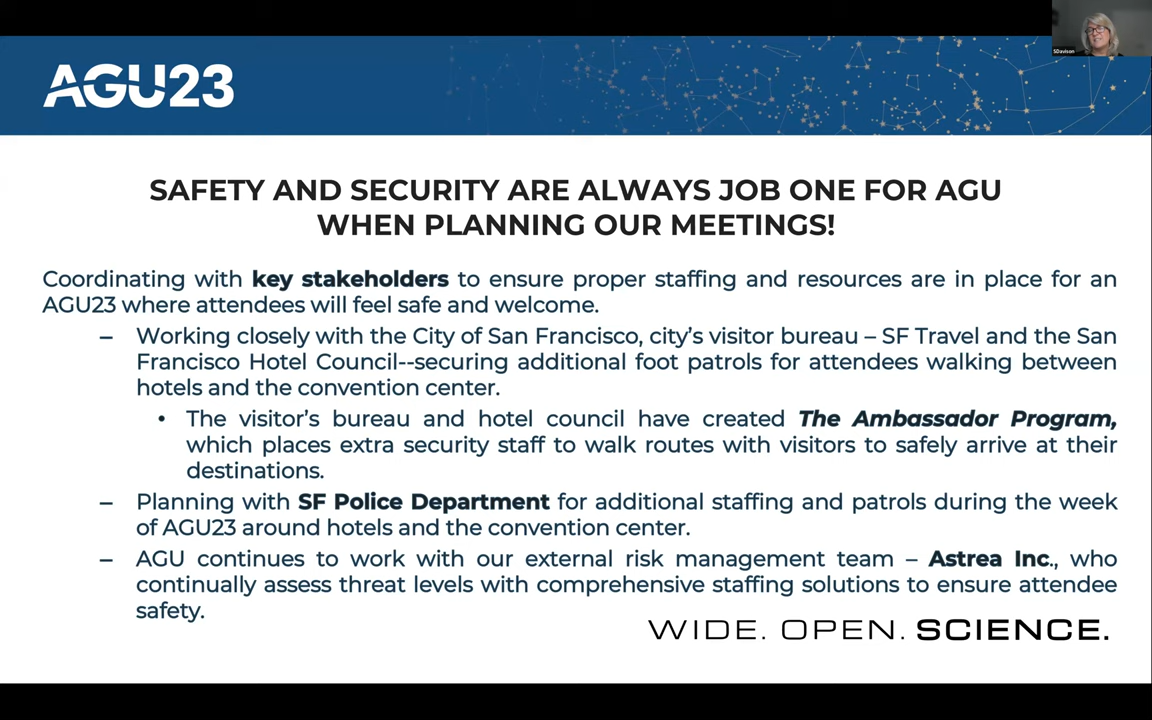 SDavison
AGU23
SAFETY AND SECURITY ARE ALWAYS JOB ONE FOR AGU
WHEN PLANNING OUR MEETINGS!
Coordinating with key stakeholders to ensure proper staffing and resources are in place for an
AGU23 where attendees will feel safe and welcome.
– Working closely with the City of San Francisco, city’s visitor bureau – SF Travel and the San
Francisco Hotel Council--securing additional foot patrols for attendees walking between
hotels and the convention center.
• The visitor’s bureau and hotel council have created The Ambassador Program,
which places extra security staff to walk routes with visitors to safely arrive at their
destinations.
– Planning with SF Police Department for additional staffing and patrols during the week
of AGU23 around hotels and the convention center.
– AGU continues to work with our external risk management team – Astrea Inc., who
continually assess threat levels with comprehensive staffing solutions to ensure attendee
safety.
WIDE. OPEN. SCIENCE.